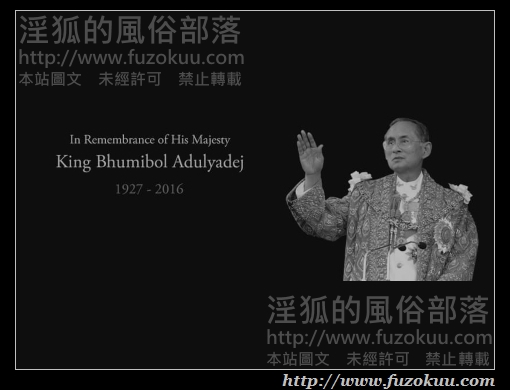 淫狐的風俗部落
http://www.fuzokuu.com
本站圖文 未經許可 禁止轉載
In Remembrance of His Majesty
King Bhumibol Adulyadej
1927 - 2016
淫狐的風俗部落
http://www.fuzokuu.com
本站圖文 未經許可 禁止轉載
http://www.fuzokuu.com